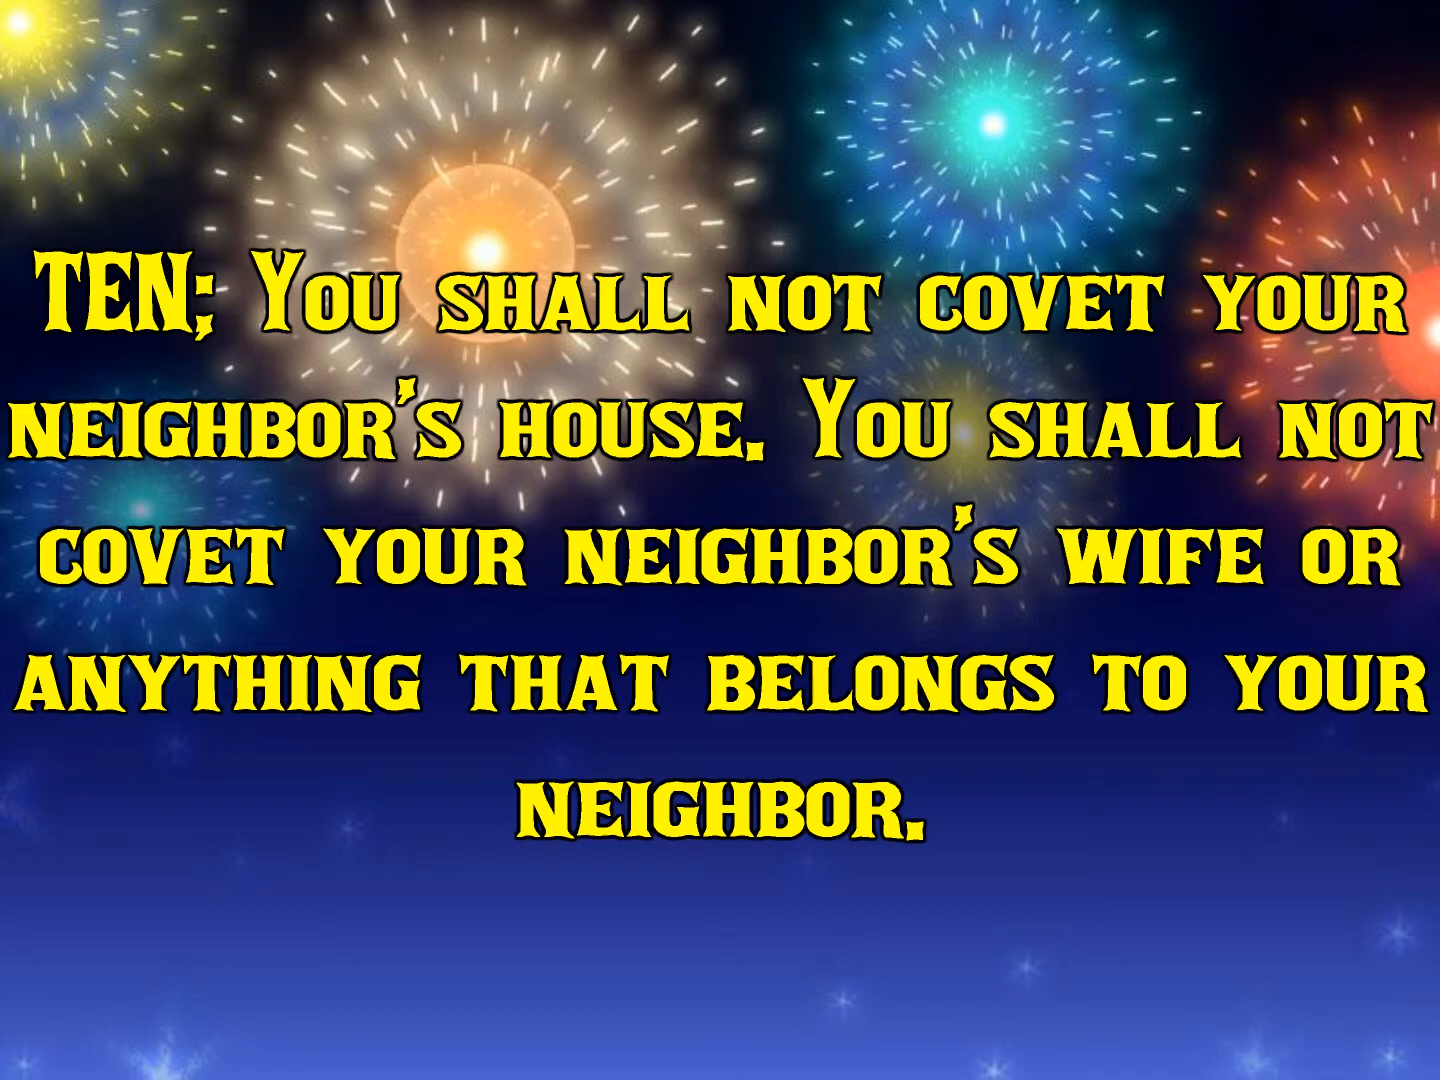 TEN; You shall not covet your
neighbor's house. You shall not
covet your neighbor's wife or
anything that belongs to your
neighbor.